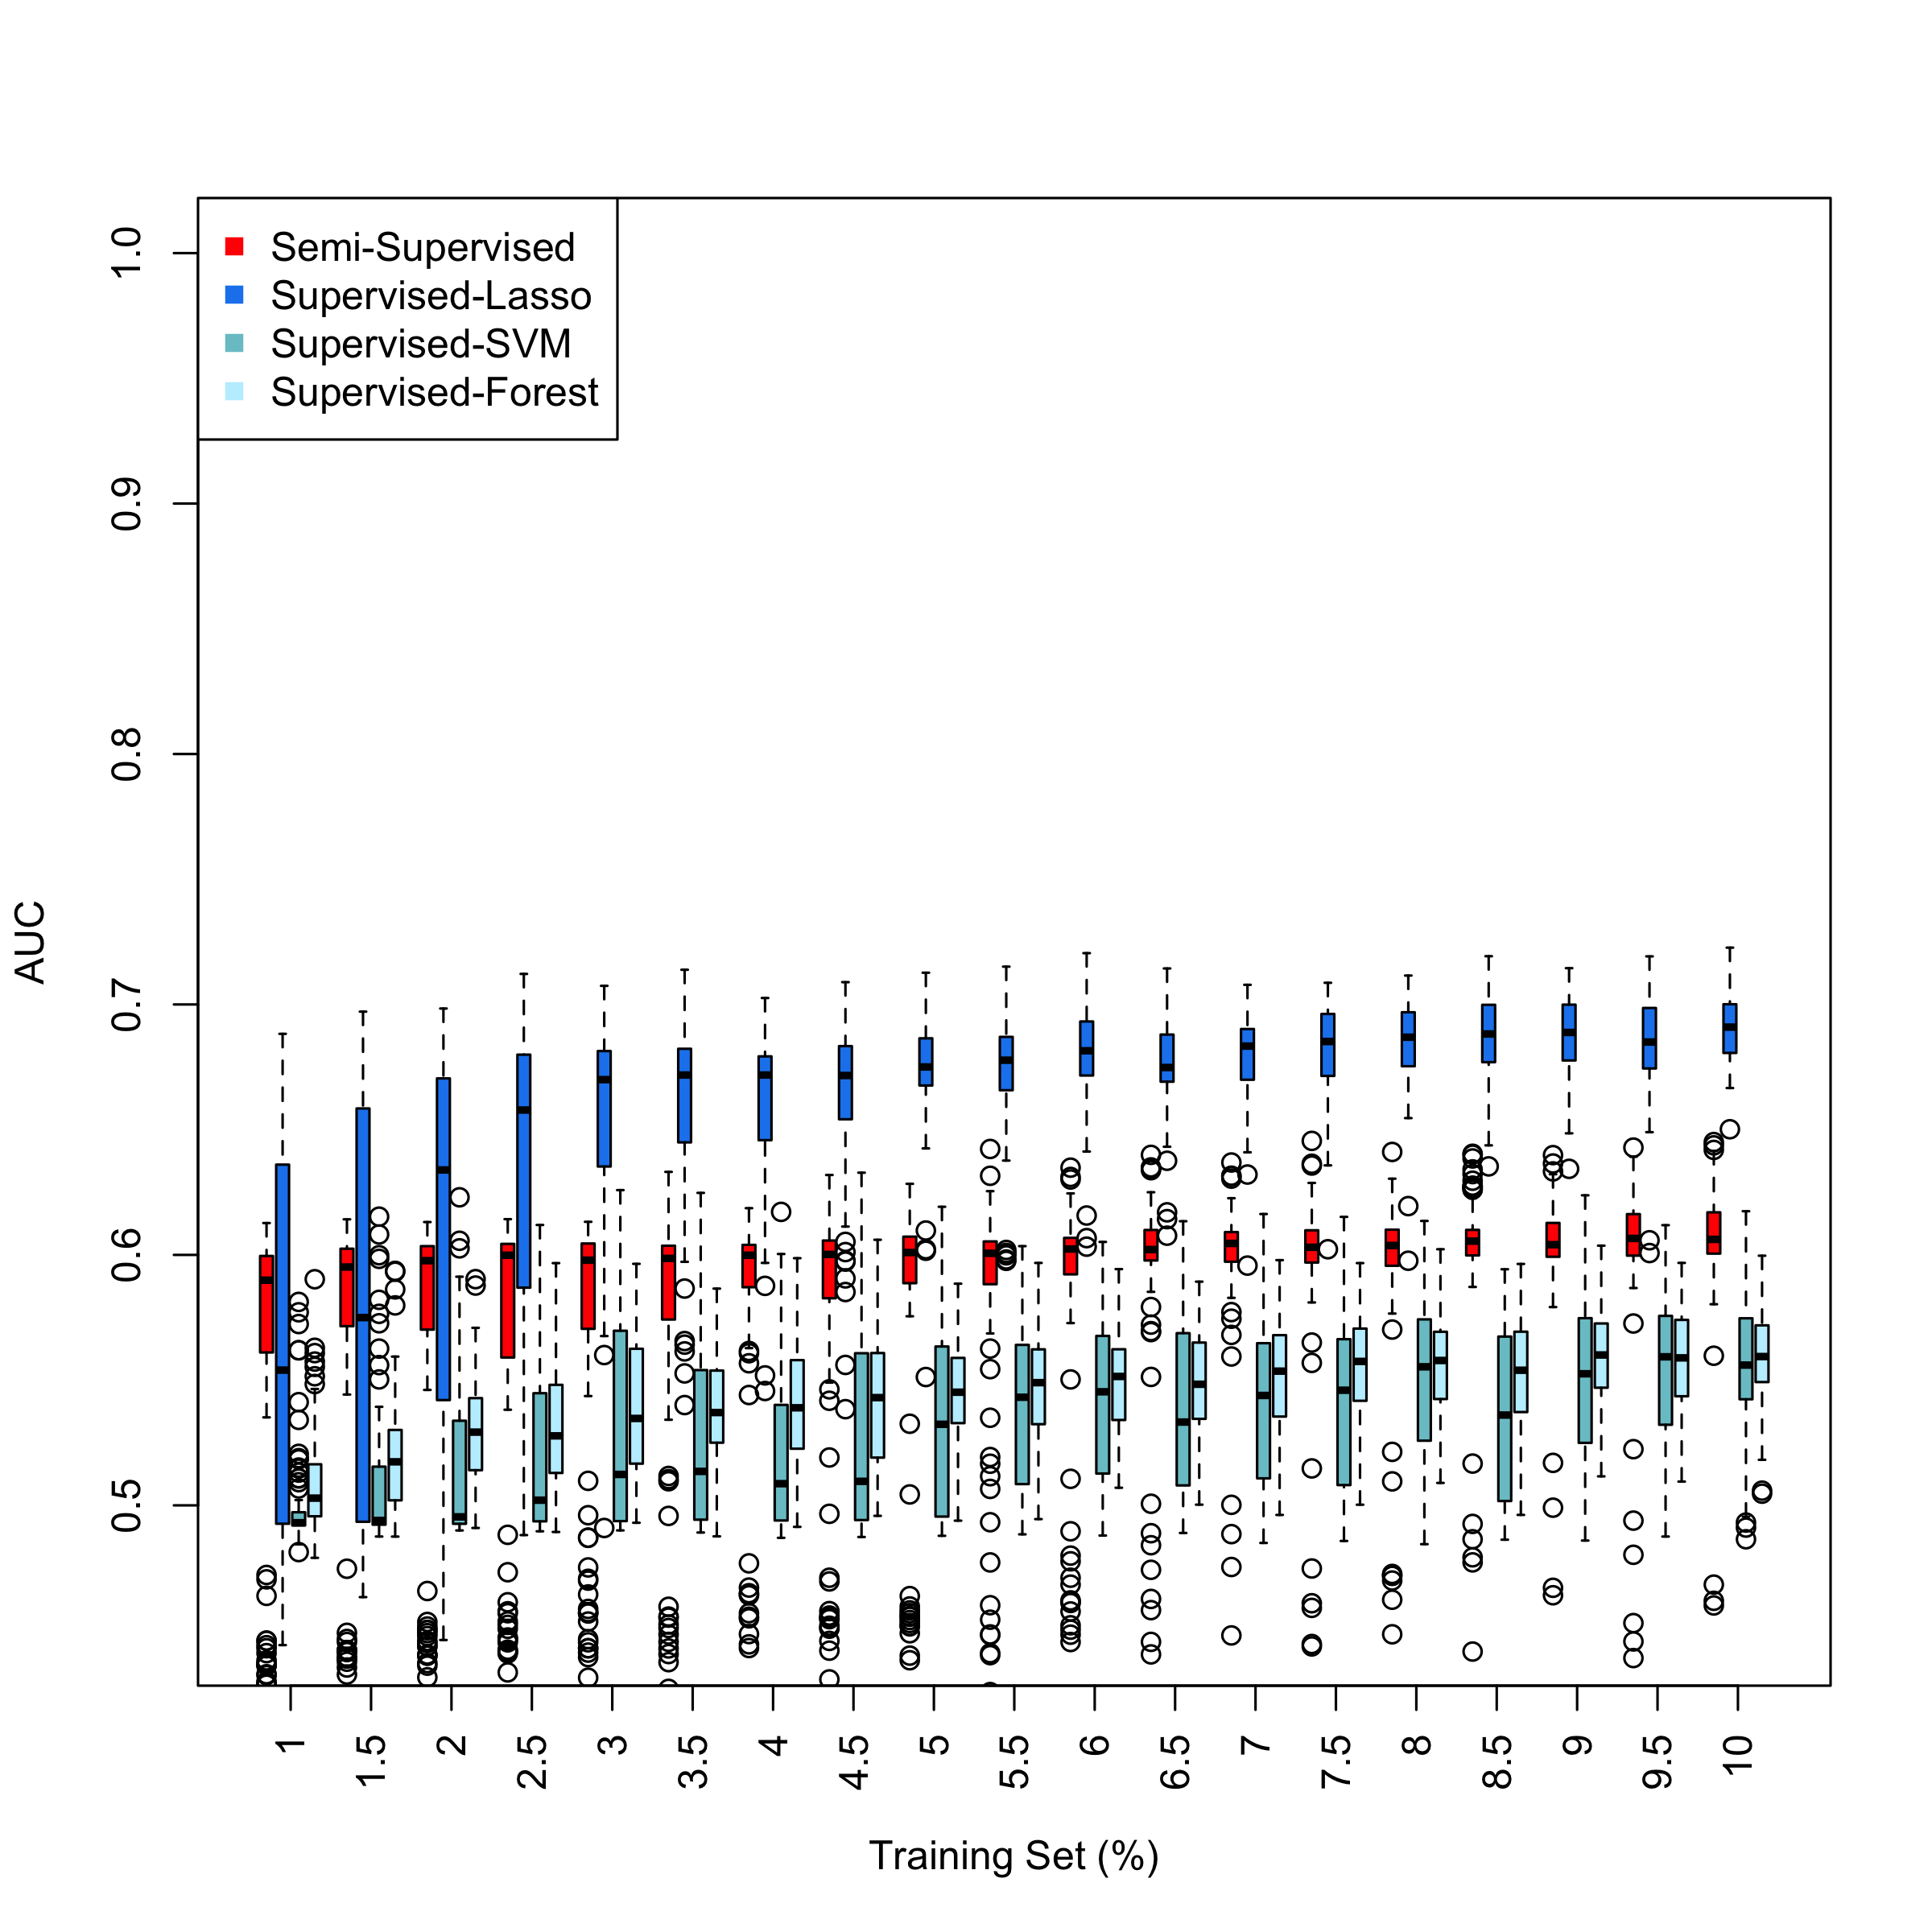 Semi-Supervised
Supervised-Lasso
Supervised-SVM
Supervised-Forest
1.0
0.9
0.8
0.7
0.6
0.5
AUC
1 1.5 2 2.5 3 3.5 4 4.5 5 5.5 6 6.5 7 7.5 8 8.5 9 9.5 10
Training Set (%)